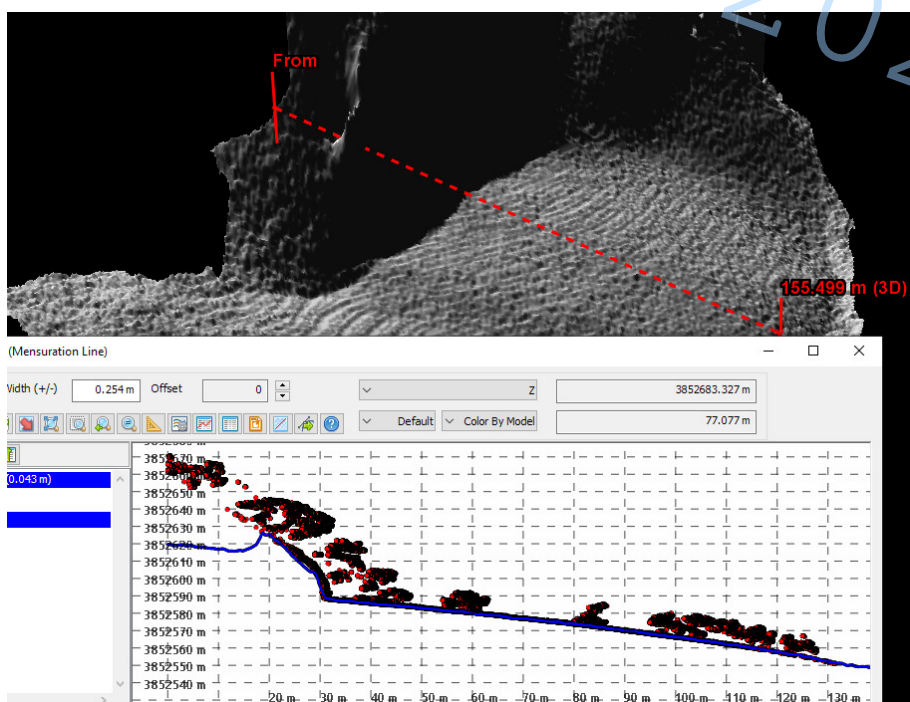 From
155.499 m (3D)
(Mensuration Line)
Width (+/-) 0.254 m Offset 0 Z 3852683.327 m
Default Color By Model 77.077 m
(0.043 m)
3852670 m
3852660 m
3852650 m
3852640 m
3852630 m
3852620 m
3852610 m
3852600 m
3852590 m
3852580 m
3852570 m
3852560 m
3852550 m
3852540 m
20 m 30 m 40 m 50 m 60 m 70 m 80 m 90 m 100 m 110 m 120 m 130 m